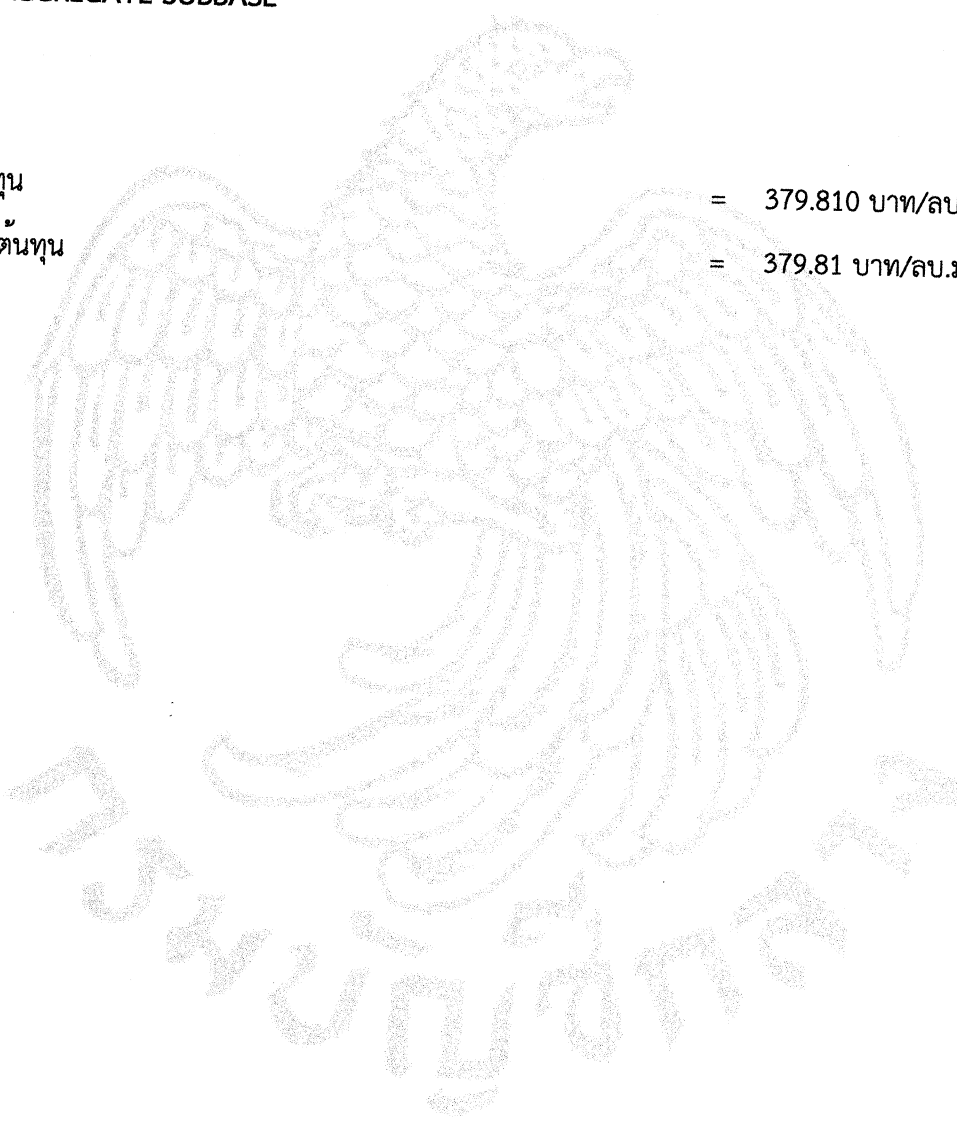 SUBBASE
ทุน = 379.810 บาท/ลบ
ต้นทุน = 379.81 บาท/ลบ.ม
กรมบัญชีกลาง